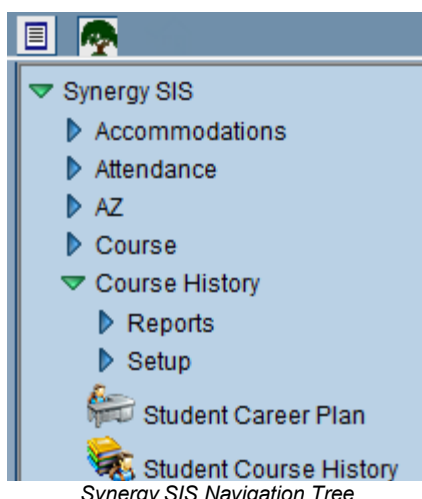 Synergy SIS
Accommodations
Attendance
AZ
Course
Course History
Reports
Setup
Student Career Plan
Student Course History
Synergy SIS Navigation Tree